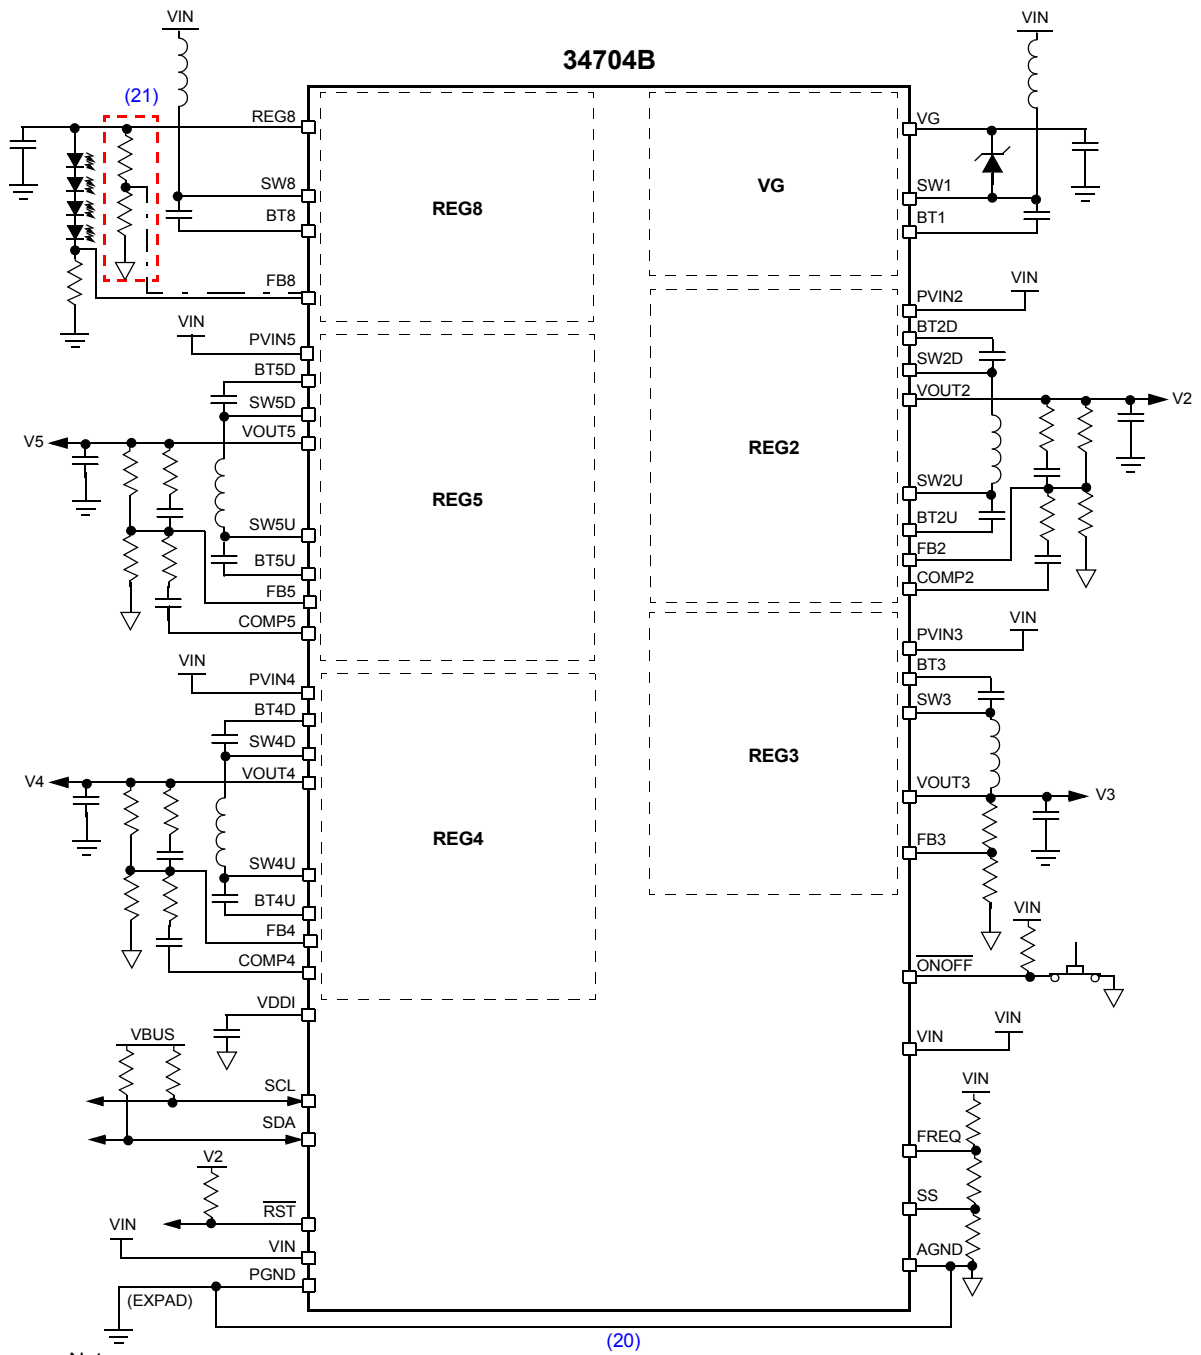 VIN
VIN
34704B
(21)
REG8
SW8
BT8
FB8
REG8
VG
VG
SW1
BT1
VIN
PVIN5
BT5D
SW5D
V5
VOUT5
SW5U
BT5U
FB5
COMP5
REG5
VIN
PVIN2
BT2D
SW2D
VOUT2
V2
SW2U
BT2U
FB2
COMP2
REG2
VIN
PVIN4
BT4D
SW4D
V4
VOUT4
SW4U
BT4U
FB4
COMP4
REG4
VIN
PVIN3
BT3
SW3
VOUT3
V3
FB3
REG3
VIN
ONOFF
VDDI
VBUS
SCL
SDA
V2
RST
VIN
VIN
PGND
(EXPAD)
VIN
VIN
VIN
FREQ
SS
AGND
(20)